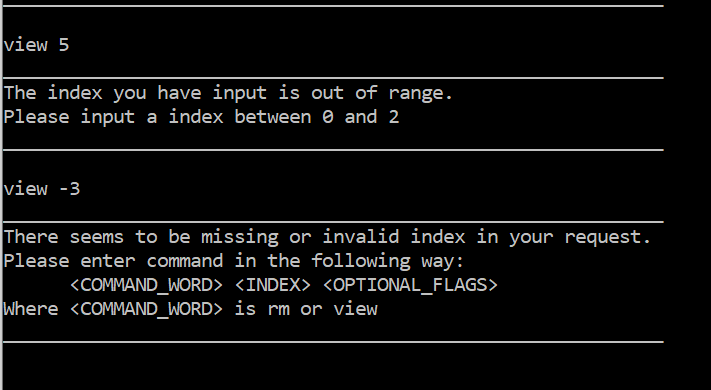 view 5
The index you have input is out of range.
Please input a index between 0 and 2
view -3
There seems to be missing or invalid index in your request.
Please enter command in the following way:
<COMMAND_WORD> <INDEX> <OPTIONAL_FLAGS>
Where <COMMAND_WORD> is rm or view